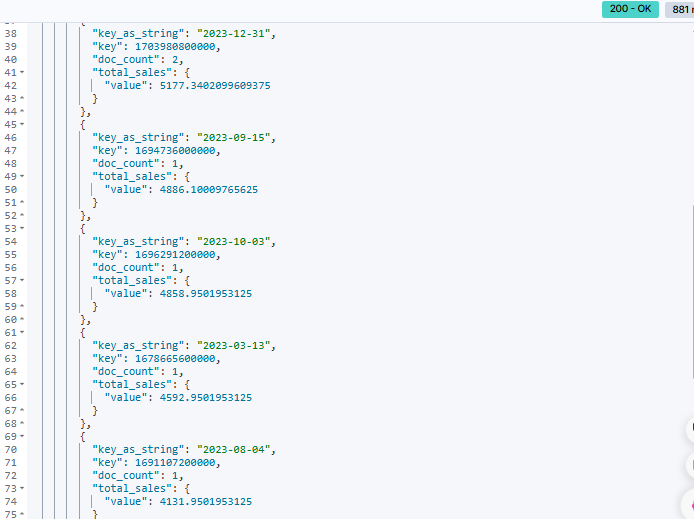 200 - OK
881
38 "key_as_string": "2023-12-31",
39 "key": 1703980800000,
40 "doc_count": 2,
41 "total_sales": {
42 "value": 5177.3402099609375
43 }
44 },
45 {
46 "key_as_string": "2023-09-15",
47 "key": 1694736000000,
48 "doc_count": 1,
49 "total_sales": {
50 "value": 4886.10009765625
51 }
52 },
53 {
54 "key_as_string": "2023-10-03",
55 "key": 1696291200000,
56 "doc_count": 1,
57 "total_sales": {
58 "value": 4858.9501953125
59 }
60 },
61 {
62 "key_as_string": "2023-03-13",
63 "key": 1678665600000,
64 "doc_count": 1,
65 "total_sales": {
66 "value": 4592.9501953125
67 }
68 },
69 {
70 "key_as_string": "2023-08-04",
71 "key": 1691107200000,
72 "doc_count": 1,
73 "total_sales": {
74 "value": 4131.9501953125
75 }